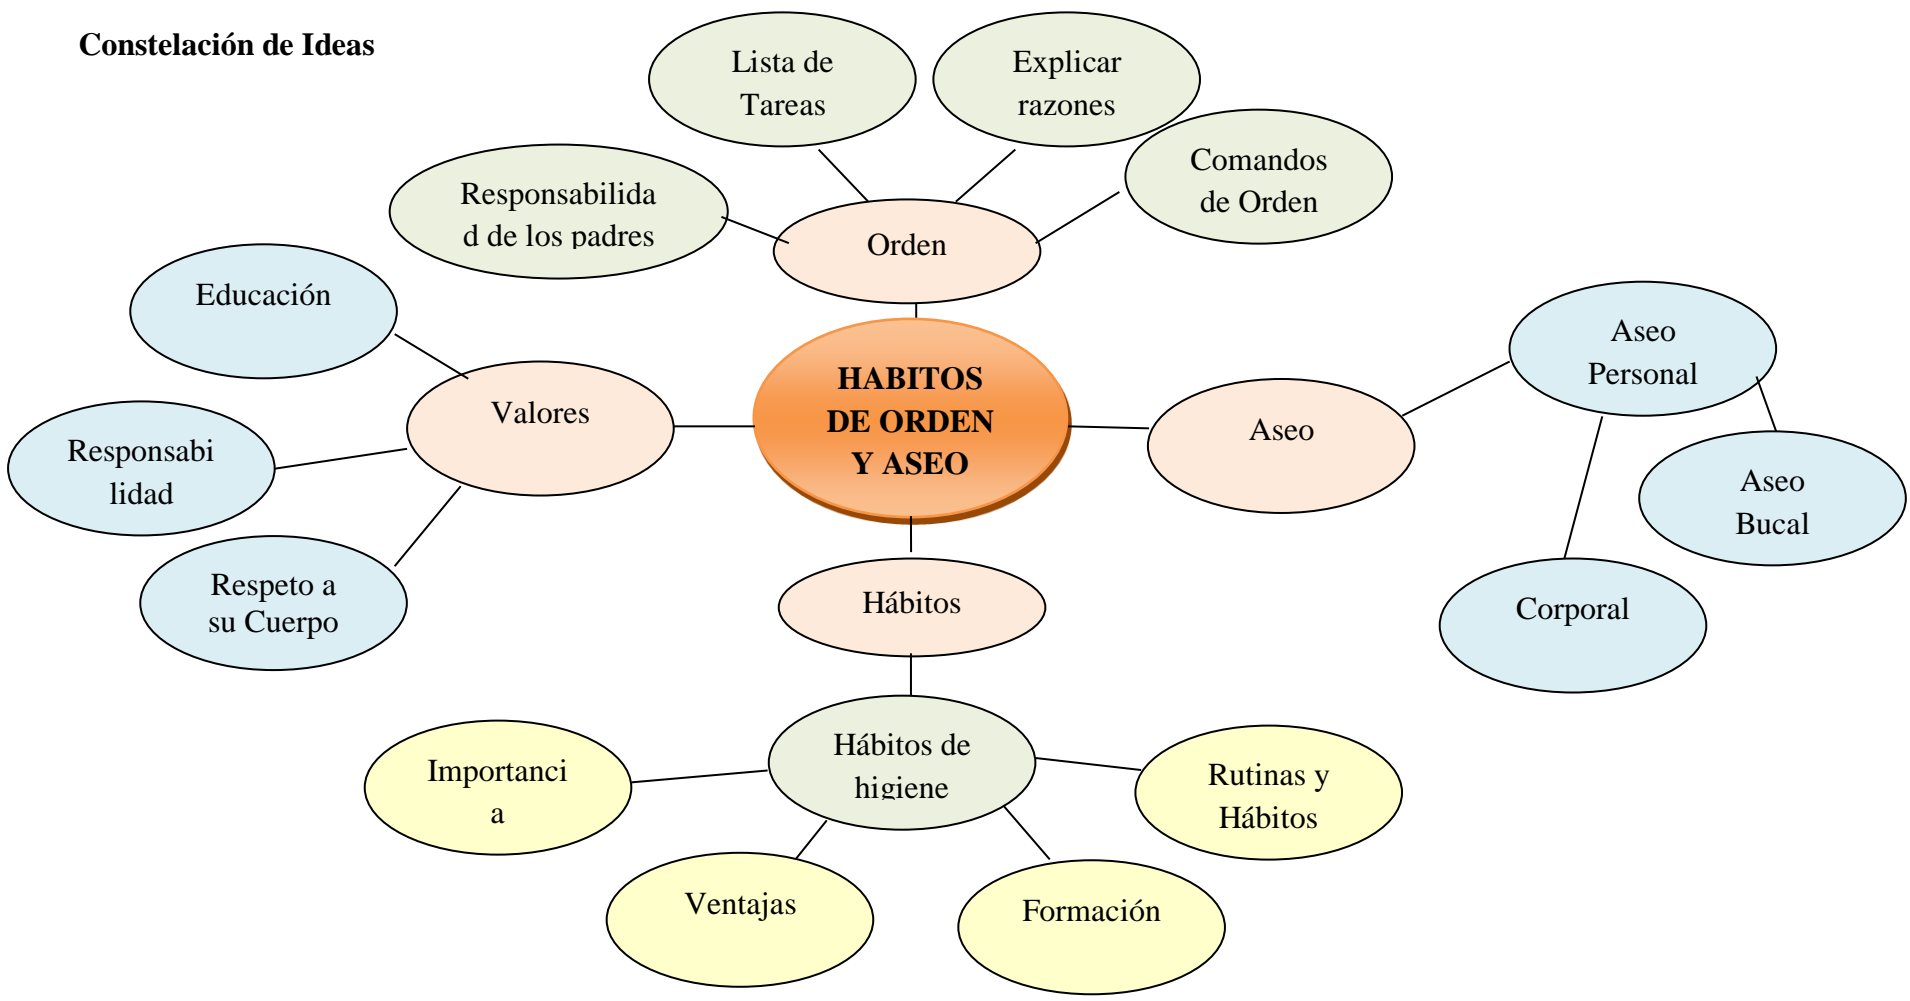 Constelación de Ideas
Lista de
Tareas
Explicar
razones
Comandos
de Orden
Responsabilida
d de los padres
Orden
Educación
Aseo
Personal
HABITOS
DE ORDEN
Y ASEO
Valores
Aseo
Responsabi
lidad
Aseo
Bucal
Respeto a
su Cuerpo
Hábitos
Corporal
Hábitos de
higiene
Importanci
a
Rutinas y
Hábitos
Ventajas
Formación